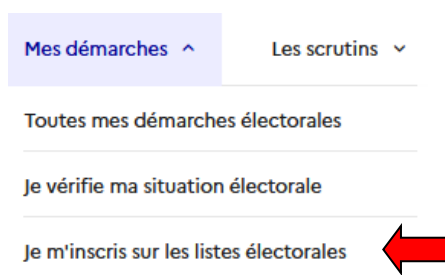 Mes démarches Les scrutins
Toutes mes démarches électorales
Je vérifie ma situation électorale
Je m'inscris sur les listes électorales